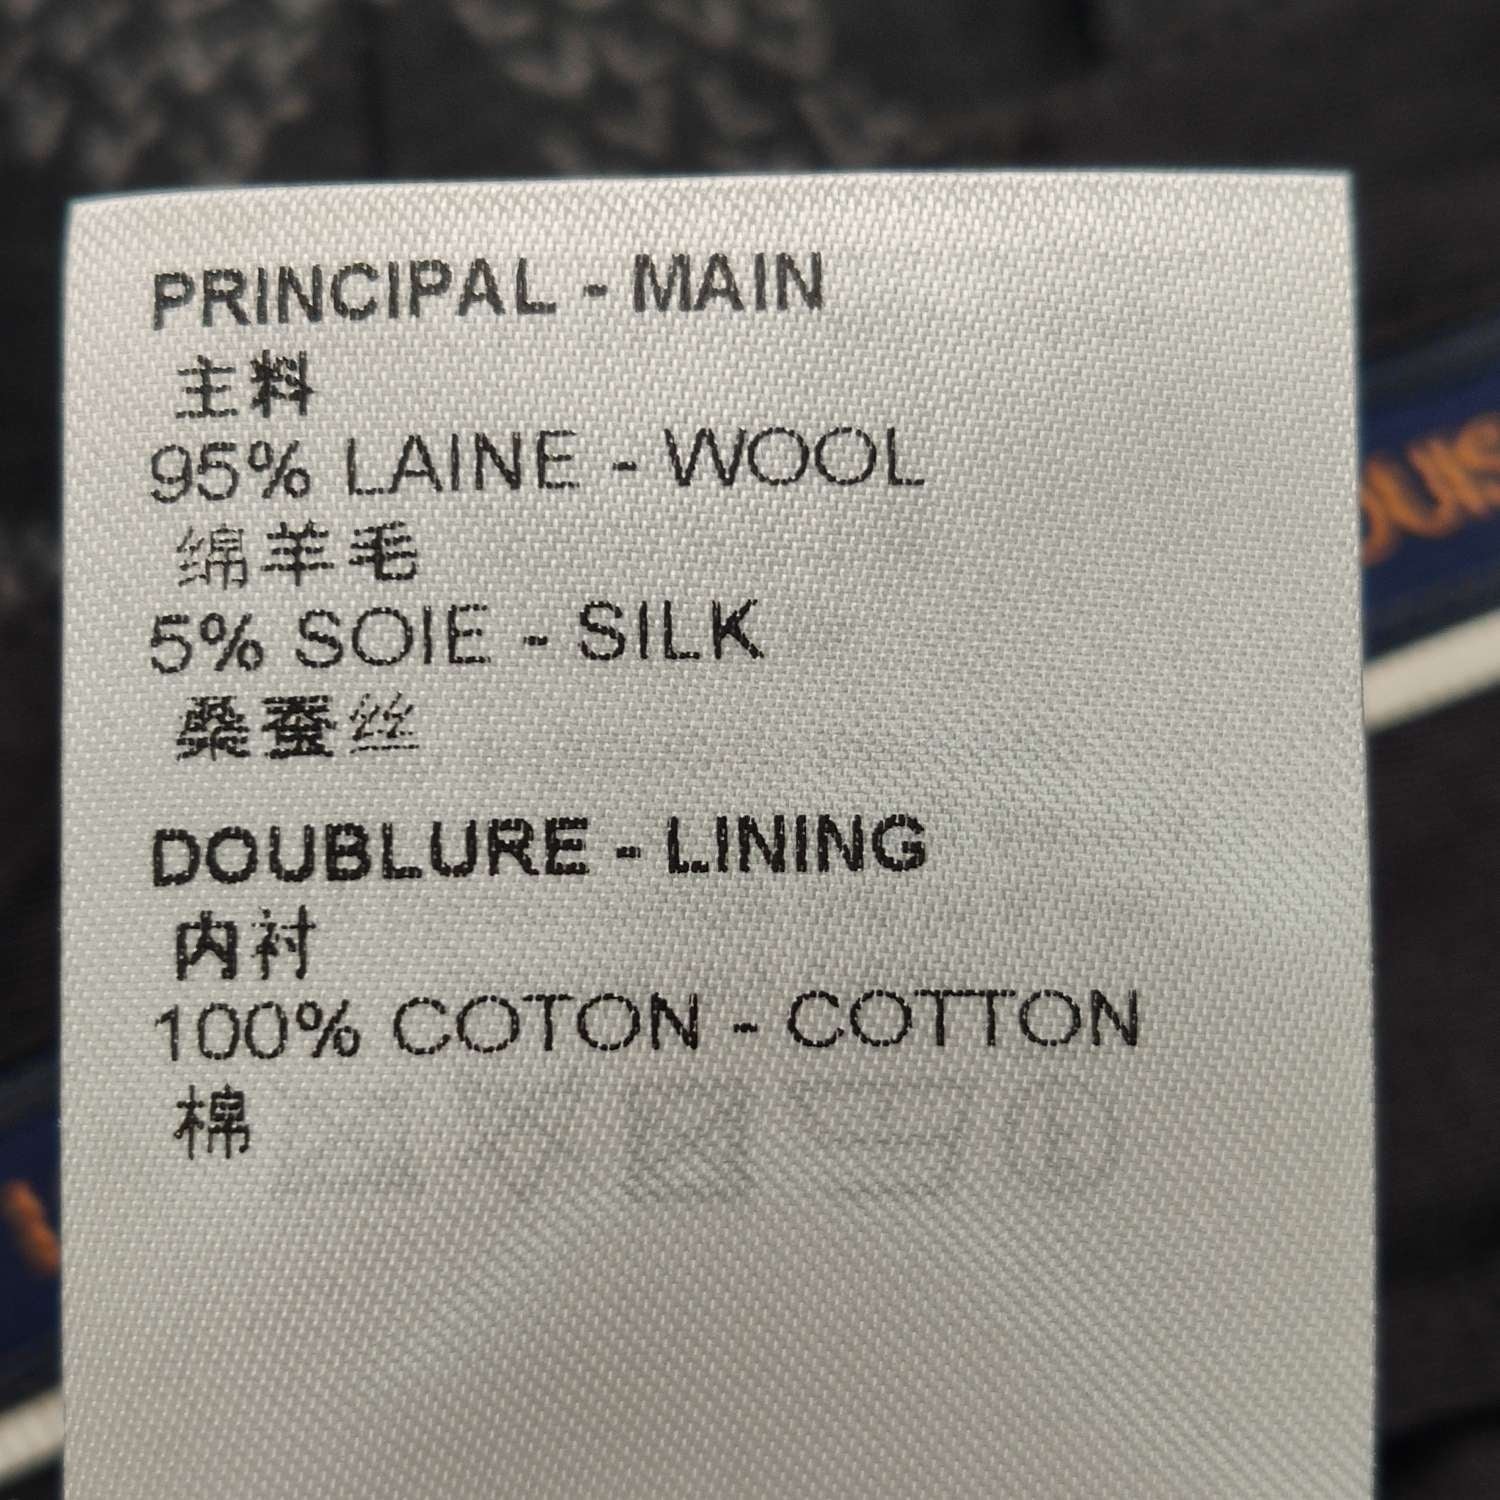 PRINCIPAL - MAIN
主料
95% LAINE - WOOL
绵羊毛
5% SOIE - SILK
桑蚕丝
DOUBLURE - LINING
内衬
100% COTON - COTTON
棉